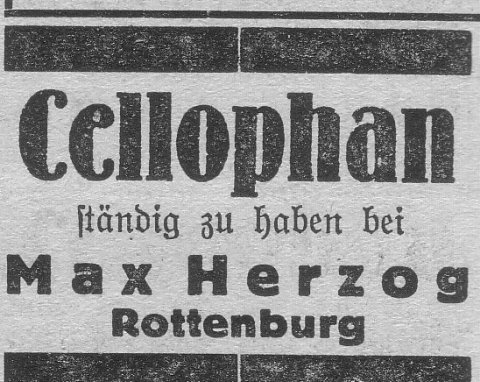 Cellophan
ständig zu haben bei
Max Herzog
Rottenburg